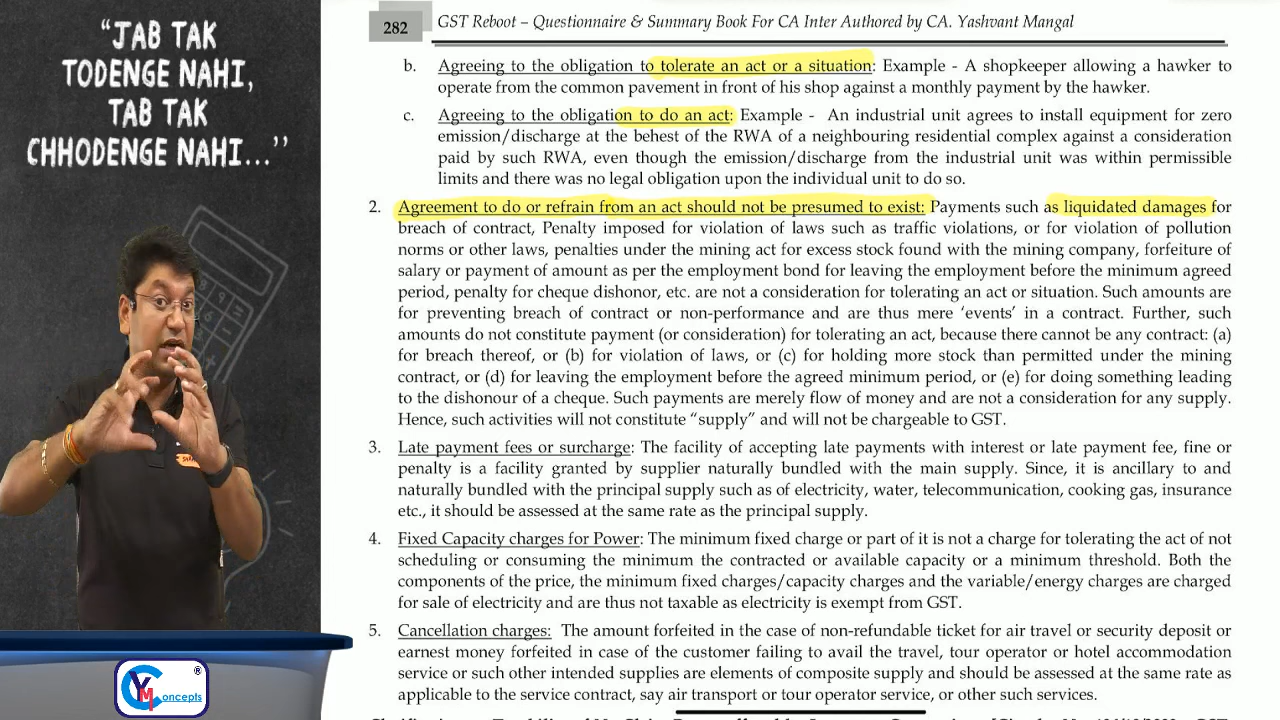 “JAB TAK
TODENGE NAHI,
TAB TAK
CHHODENGE NAHI...’’
282
GST Reboot – Questionnaire & Summary Book For CA Inter Authored by CA. Yashvant Mangal
b. Agreeing to the obligation to tolerate an act or a situation: Example - A shopkeeper allowing a hawker to
operate from the common pavement in front of his shop against a monthly payment by the hawker.
c. Agreeing to the obligation to do an act: Example - An industrial unit agrees to install equipment for zero
emission/discharge at the behest of the RWA of a neighbouring residential complex against a consideration
paid by such RWA, even though the emission/discharge from the industrial unit was within permissible
limits and there was no legal obligation upon the individual unit to do so.
2. Agreement to do or refrain from an act should not be presumed to exist: Payments such as liquidated damages for
breach of contract, Penalty imposed for violation of laws such as traffic violations, or for violation of pollution
norms or other laws, penalties under the mining act for excess stock found with the mining company, forfeiture of
salary or payment of amount as per the employment bond for leaving the employment before the minimum agreed
period, penalty for cheque dishonor, etc. are not a consideration for tolerating an act or situation. Such amounts are
for preventing breach of contract or non-performance and are thus mere ‘events’ in a contract. Further, such
amounts do not constitute payment (or consideration) for tolerating an act, because there cannot be any contract: (a)
for breach thereof, or (b) for violation of laws, or (c) for holding more stock than permitted under the mining
contract, or (d) for leaving the employment before the agreed minimum period, or (e) for doing something leading
to the dishonour of a cheque. Such payments are merely flow of money and are not a consideration for any supply.
Hence, such activities will not constitute “supply” and will not be chargeable to GST.
3. Late payment fees or surcharge: The facility of accepting late payments with interest or late payment fee, fine or
penalty is a facility granted by supplier naturally bundled with the main supply. Since, it is ancillary to and
naturally bundled with the principal supply such as of electricity, water, telecommunication, cooking gas, insurance
etc., it should be assessed at the same rate as the principal supply.
4. Fixed Capacity charges for Power: The minimum fixed charge or part of it is not a charge for tolerating the act of not
scheduling or consuming the minimum the contracted or available capacity or a minimum threshold. Both the
components of the price, the minimum fixed charges/capacity charges and the variable/energy charges are charged
for sale of electricity and are thus not taxable as electricity is exempt from GST.
5. Cancellation charges: The amount forfeited in the case of non-refundable ticket for air travel or security deposit or
earnest money forfeited in case of the customer failing to avail the travel, tour operator or hotel accommodation
service or such other intended supplies are elements of composite supply and should be assessed at the same rate as
applicable to the service contract, say air transport or tour operator service, or other such services.
YM Concepts ®